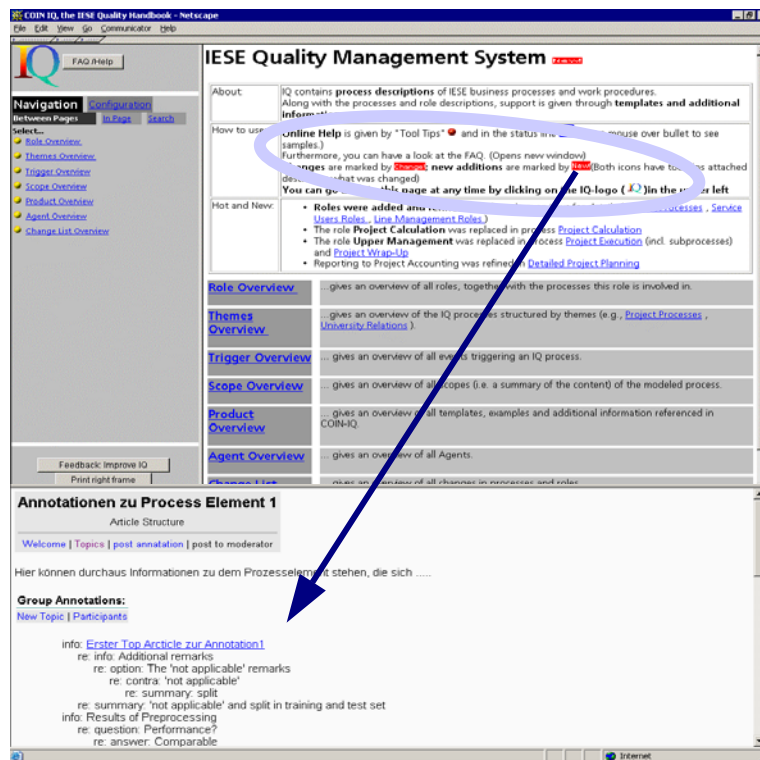 COIN IQ, the IESE Quality Handbook - Netscape
File Edit View Go Communicator Help
IQ
FAQ /Help
Navigation Configuration
Between Pages In Page Search
Select...
Role Overview
Themes Overview
Trigger Overview
Scope Overview
Product Overview
Agent Overview
Change List Overview
Feedback: Improve IQ
Print right frame
IESE Quality Management System
About: IQ contains process descriptions of IESE business processes and work procedures.
Along with the processes and role descriptions, support is given through templates and additional
How to use: Online Help is given by "Tool Tips" and in the status line mouse over bullet to see
samples.)
Furthermore, you can have a look at the FAQ. (Opens new window)
are marked by Changed; new additions are marked by New! (Both icons have attached
what was changed)
You can go this page at any time by clicking on the IQ-logo ( IQ )in the left
Hot and New: • Roles were added and , Service
Users Roles , Line Management Roles )
• The role Project Calculation was replaced in process Project Calculation
• The role Upper Management was replaced in process Project Execution (incl. subprocesses)
and Project Wrap-Up
• Reporting to Project Accounting was refined in Detailed Project Planning
Role Overview ...gives an overview of all roles, together with the processes this role is involved in.
Themes Overview ...gives an overview of the IQ processes structured by themes (e.g., Project Processes ,
University Relations ).
Trigger Overview ... gives an overview of all events triggering an IQ process.
Scope Overview ... gives an overview of all scopes (i.e. a summary of the content) of the modeled process.
Product Overview ... gives an overview of all templates, examples and additional information referenced in
COIN-IQ.
Agent Overview ... gives an overview of all Agents.
Change List ... gives an overview of all changes in processes and roles.
Annotationen zu Process Element 1
Article Structure
Welcome | Topics | post annatation | post to moderator
Hier können durchaus Informationen zu dem Prozesselement stehen, die sich .....
Group Annotations:
New Topic | Participants
info: Erster Top Arcticle zur Annotation1
re: info: Additional remarks
re: option: The 'not applicable' remarks
re: contra: 'not applicable'
re: summary: split
re: summary: 'not applicable' and split in training and test set
info: Results of Preprocessing
re: question: Performance?
re: answer: Comparable
Internet